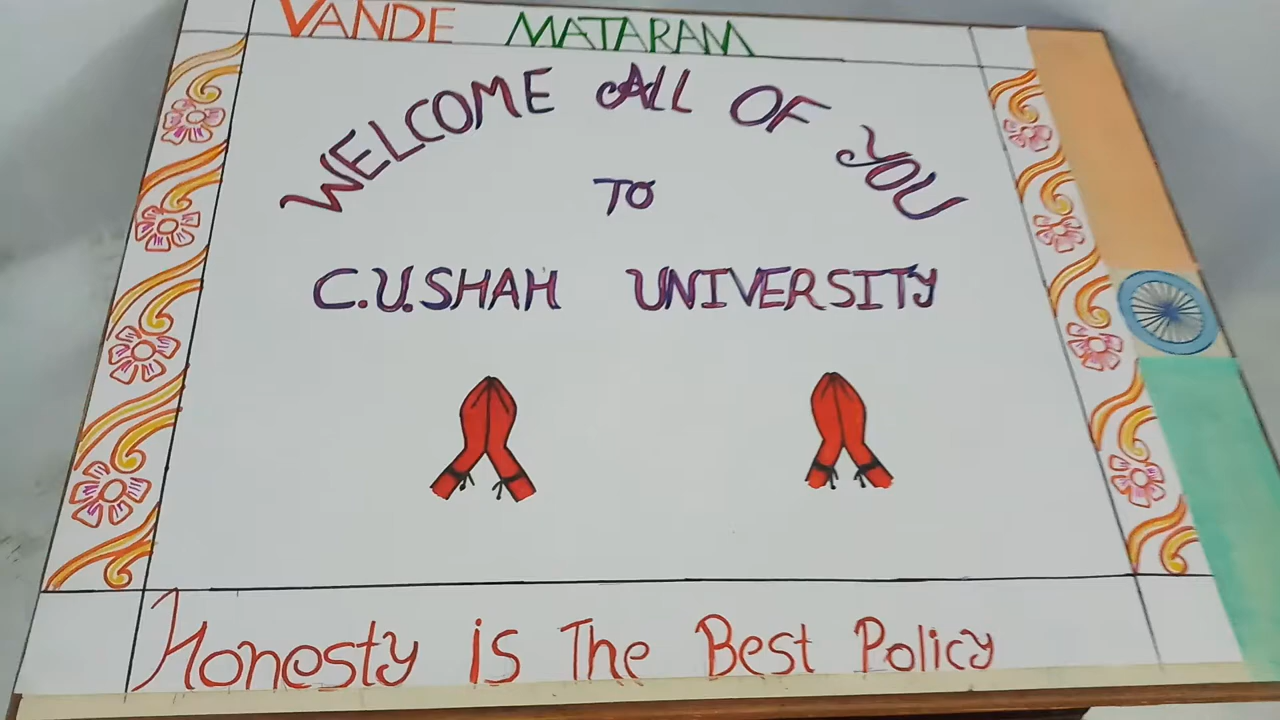 VANDE MATARAM
WELCOME ALL OF YOU
TO
C.U.SHAH UNIVERSITY
Honesty is The Best Policy